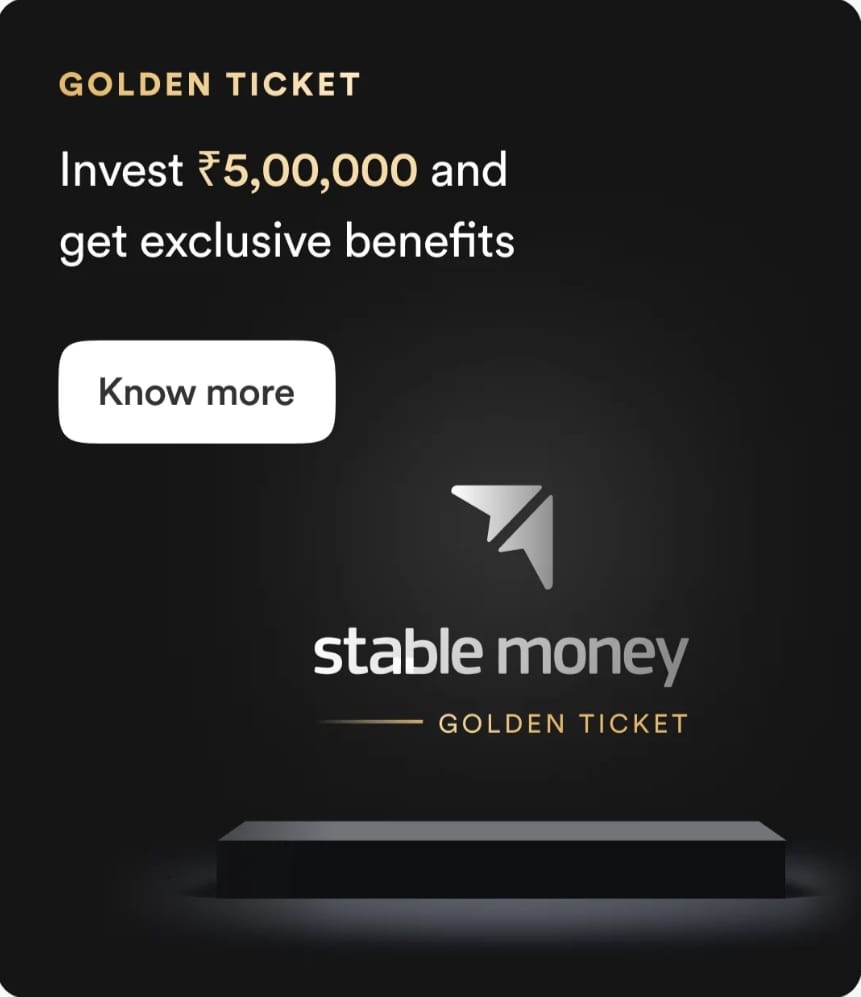 GOLDEN TICKET
Invest ₹5,00,000 and
get exclusive benefits
Know more
stable money
GOLDEN TICKET